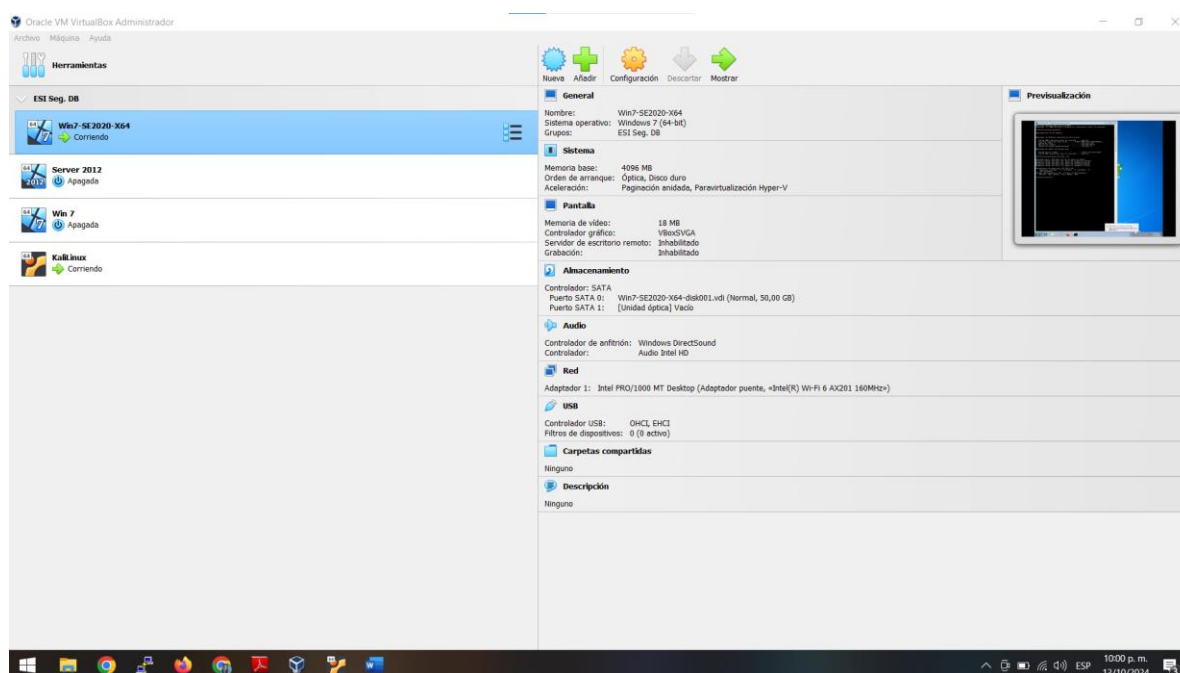 Oracle VM VirtualBox Administrador
Archivo Máquina Ayuda
Herramientas
Nueva Añadir Configuración Descartar Mostrar
ESI Seg. DB
Win7-SE2020-X64
Corriendo
Server 2012
Apagada
Win 7
Apagada
KaliLinux
Corriendo
General
Nombre: Win7-SE2020-X64
Sistema operativo: Windows 7 (64-bit)
Grupos: ESI Seg. DB
Sistema
Memoria base: 4096 MB
Orden de arranque: Óptica, Disco duro
Aceleración: Paginación anidada, Paravirtualización Hyper-V
Pantalla
Memoria de vídeo: 18 MB
Controlador gráfico: VBoxSVGA
Servidor de escritorio remoto: Inhabilitado
Grabación: Inhabilitado
Almacenamiento
Controlador: SATA
Puerto SATA 0: Win7-SE2020-X64-disk001.vdi (Normal, 50,00 GB)
Puerto SATA 1: [Unidad óptica] Vacío
Audio
Controlador de anfitrión: Windows DirectSound
Controlador: Audio Intel HD
Red
Adaptador 1: Intel PRO/1000 MT Desktop (Adaptador puente, «Intel(R) Wi-Fi 6 AX201 160MHz»)
USB
Controlador USB: OHCI, EHCI
Filtros de dispositivos: 0 (0 activo)
Carpetas compartidas
Ninguno
Descripción
Ninguno
Previsualización
ESP
10:00 p. m.
13/10/2024